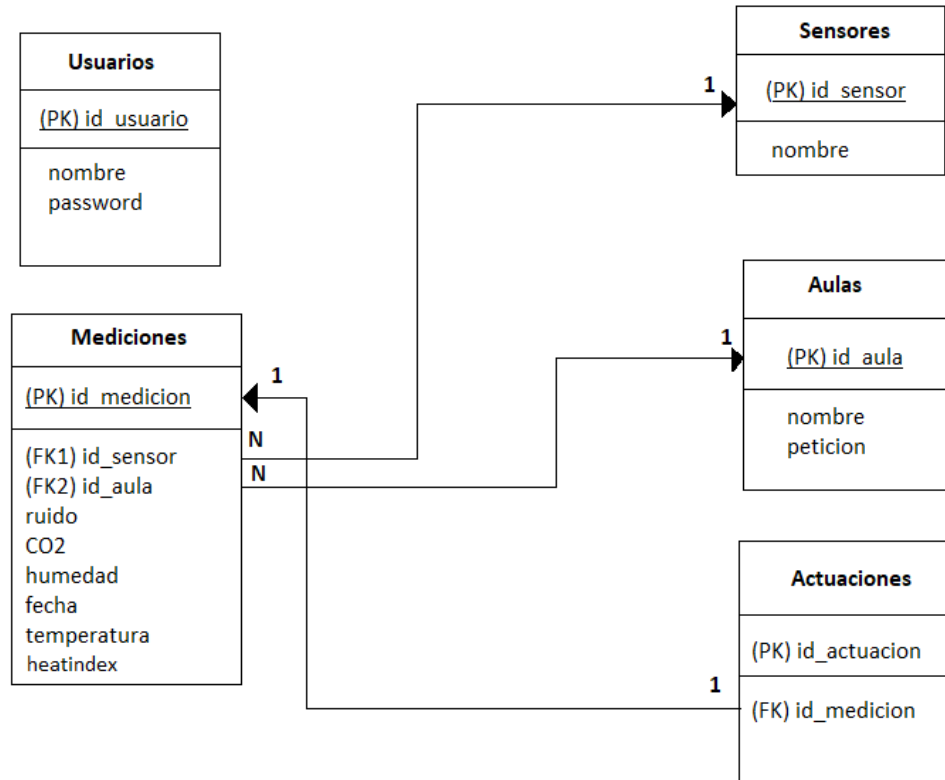 Usuarios
(PK) id_usuario
nombre
password
Sensores
(PK) id_sensor
nombre
1
Mediciones
(PK) id_medicion
(FK1) id_sensor
(FK2) id_aula
ruido
CO2
humedad
fecha
temperatura
heatindex
1
N
N
Aulas
1
(PK) id_aula
nombre
peticion
Actuaciones
(PK) id_actuacion
1
(FK) id_medicion